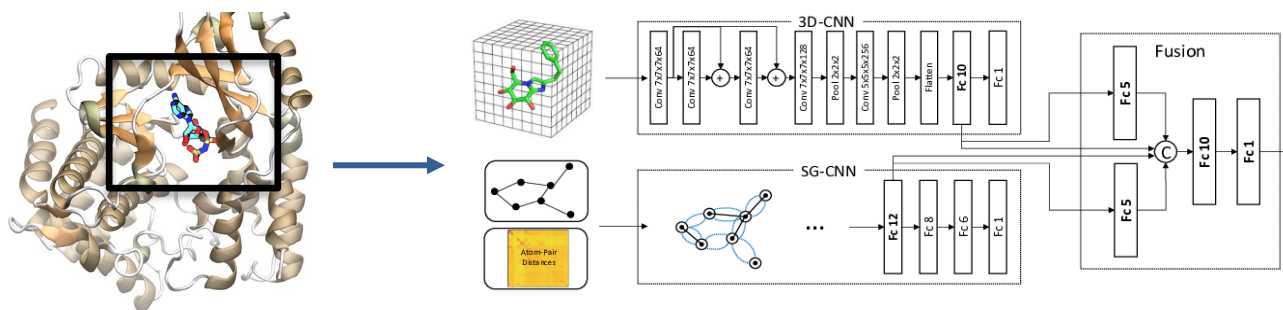 3D-CNN
Conv 7x7x7x64
Conv 7x7x7x64
+
Conv 7x7x7x64
+
Conv 7x7x7x128
Pool 2x2x2
Conv 5x5x5x256
Pool 2x2x2
Flatten
Fc 10
Fc 1
Atom-Pair
Distances
SG-CNN
...
Fc 12
Fc 8
Fc 6
Fc 1
Fusion
Fc 5
Fc 5
C
Fc 10
Fc 1